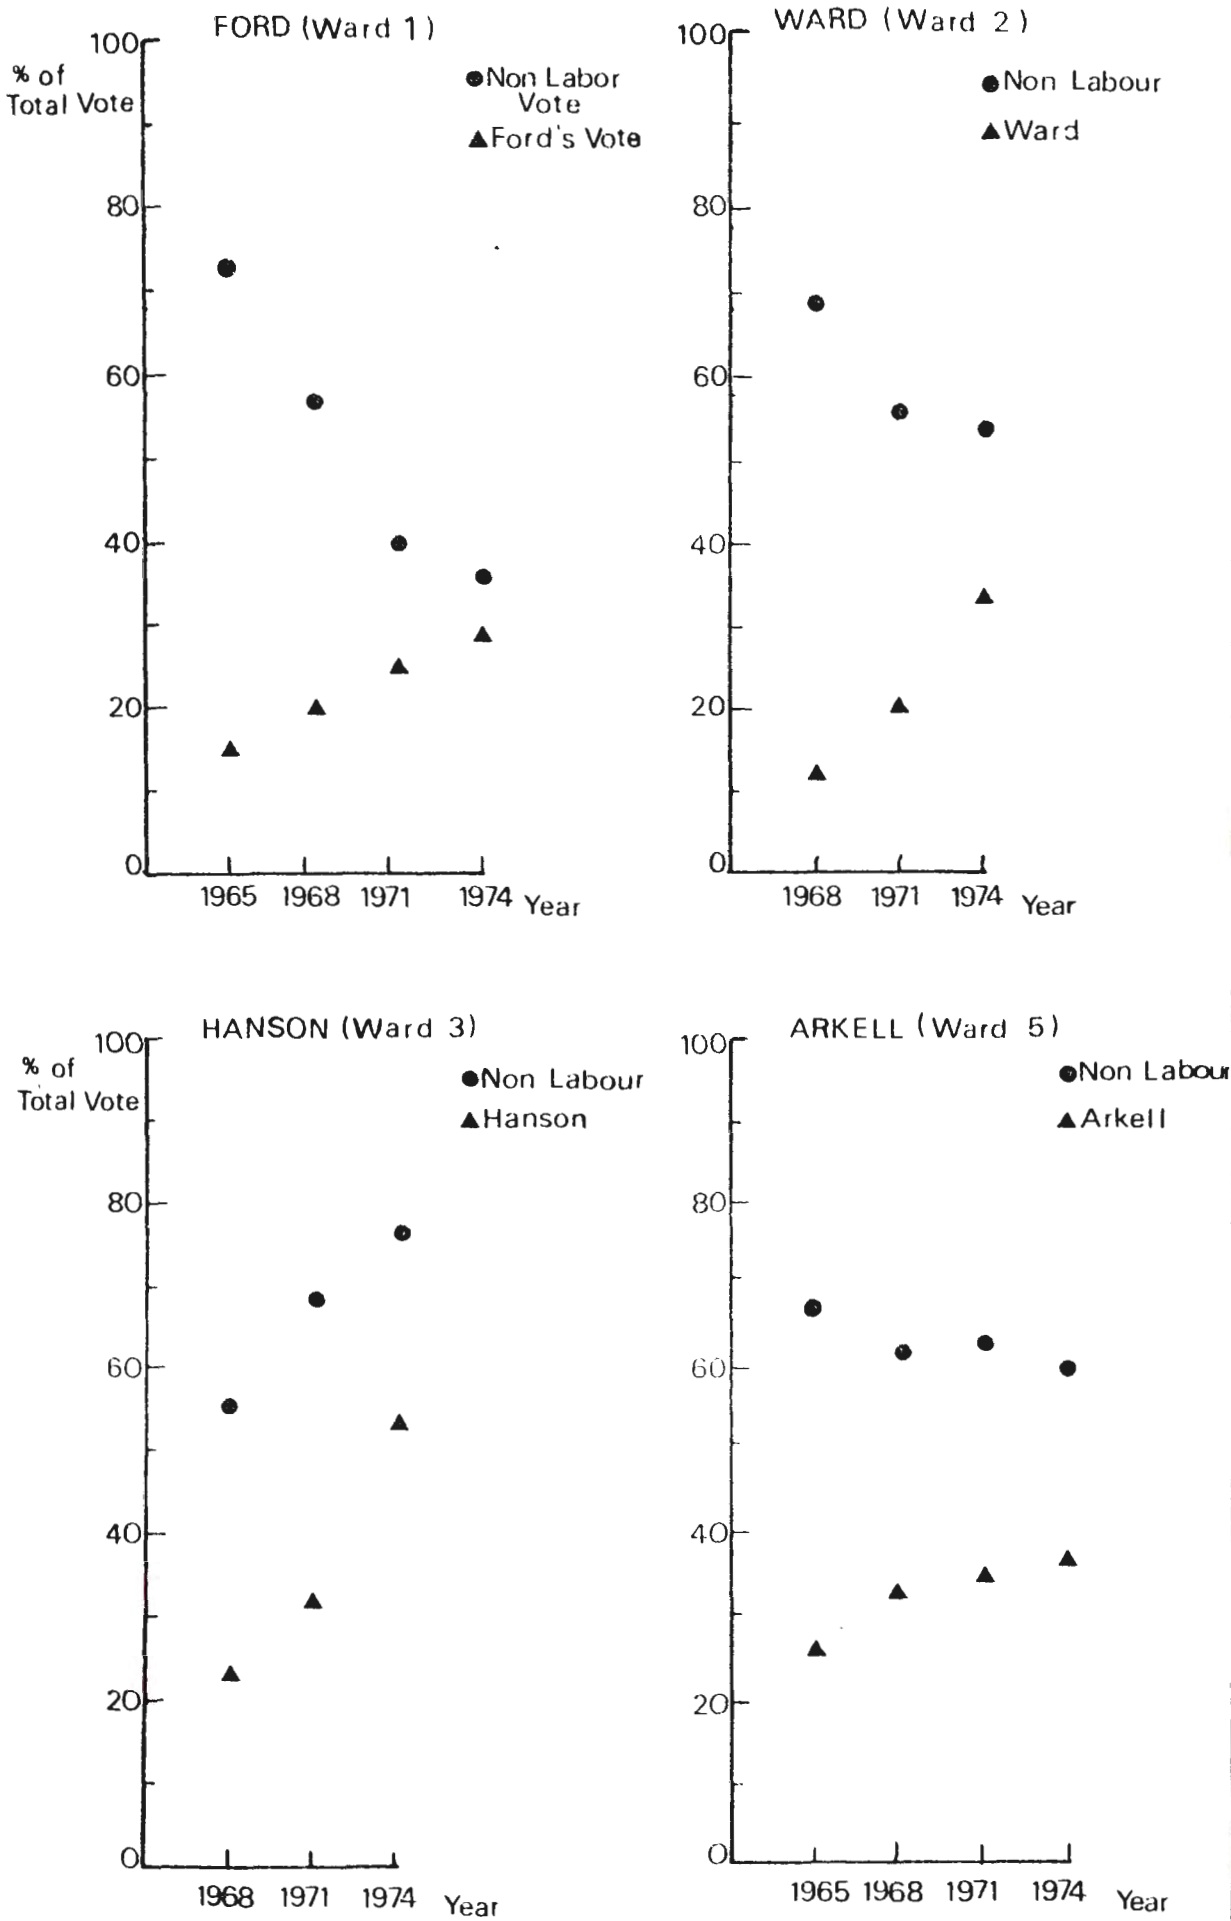 FORD (Ward 1)
% of
Total Vote
● Non Labor
Vote
▲ Ford's Vote
100
80
60
40
20
0
1965 1968 1971 1974 Year
WARD (Ward 2)
● Non Labour
▲ Ward
100
80
60
40
20
0
1968 1971 1974 Year
HANSON (Ward 3)
% of
Total Vote
● Non Labour
▲ Hanson
100
80
60
40
20
0
1968 1971 1974 Year
ARKELL (Ward 5)
● Non Labour
▲ Arkell
100
80
60
40
20
0
1965 1968 1971 1974 Year